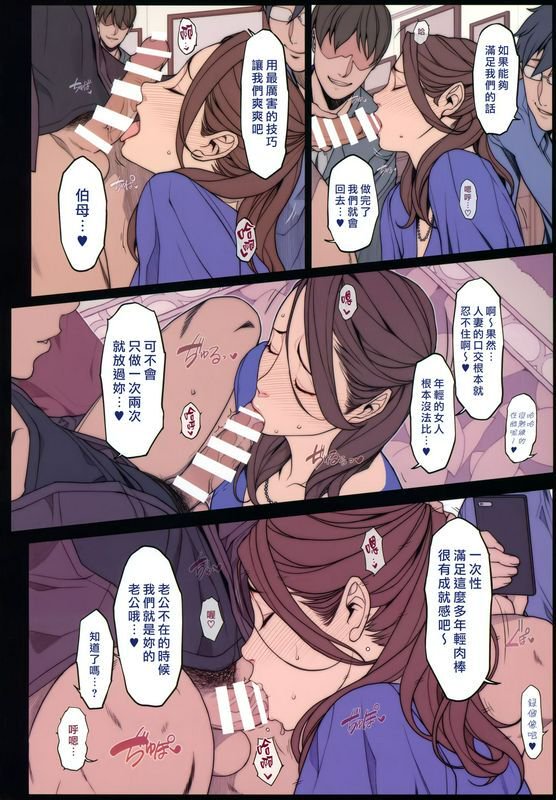 如果能夠
滿足我們的話
哈
做完了
我們就會
回去…♥
嗯呼…♡
用最厲害的技巧
讓我們爽爽吧
伯母…♥
啊～果然…
人妻的口交根本就
忍不住啊～♥
年輕的女人
根本沒法比…♥
可不會
只做一次兩次
就放過妳…♥
一次性
滿足這麼多年輕肉棒
很有成就感吧～
喔♡
老公不在的時候
我們就是妳的
老公哦…♥
知道了嗎…?
呼嗯…